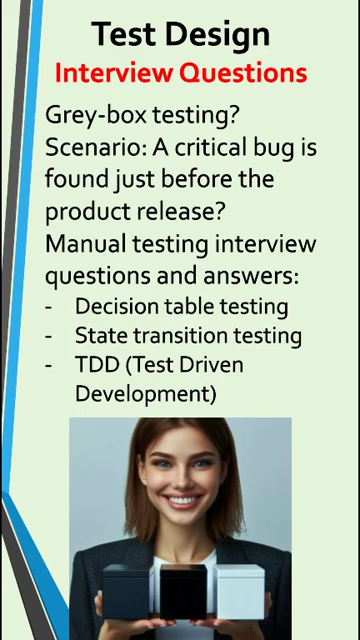 Test Design
Interview Questions
Grey-box testing?
Scenario: A critical bug is
found just before the
product release?
Manual testing interview
questions and answers:
- Decision table testing
- State transition testing
- TDD (Test Driven
Development)